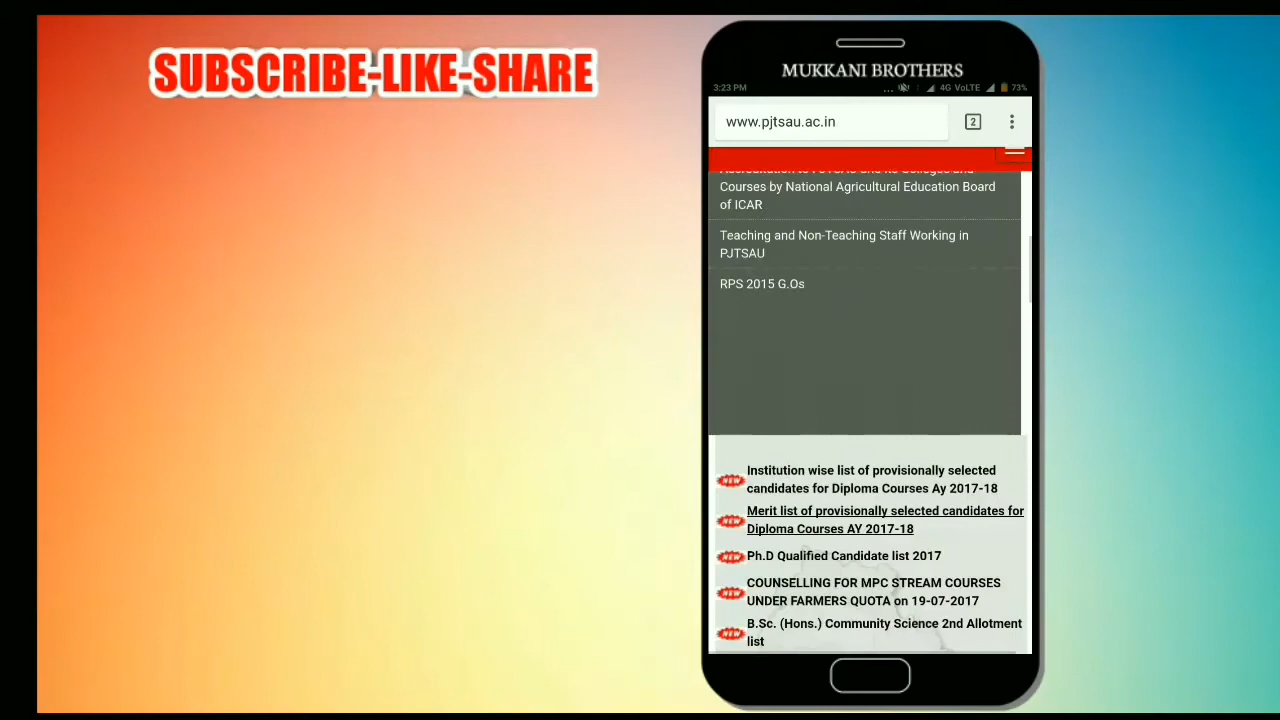 SUBSCRIBE-LIKE-SHARE
MUKKANI BROTHERS
3:23 PM
... 4G VoLTE 73%
www.pjtsau.ac.in
2
Courses by National Agricultural Education Board
of ICAR
Teaching and Non-Teaching Staff Working in
PJTSAU
RPS 2015 G.Os
NEW Institution wise list of provisionally selected
candidates for Diploma Courses Ay 2017-18
NEW Merit list of provisionally selected candidates for
Diploma Courses AY 2017-18
NEW Ph.D Qualified Candidate list 2017
NEW COUNSELLING FOR MPC STREAM COURSES
UNDER FARMERS QUOTA on 19-07-2017
NEW B.Sc. (Hons.) Community Science 2nd Allotment
list